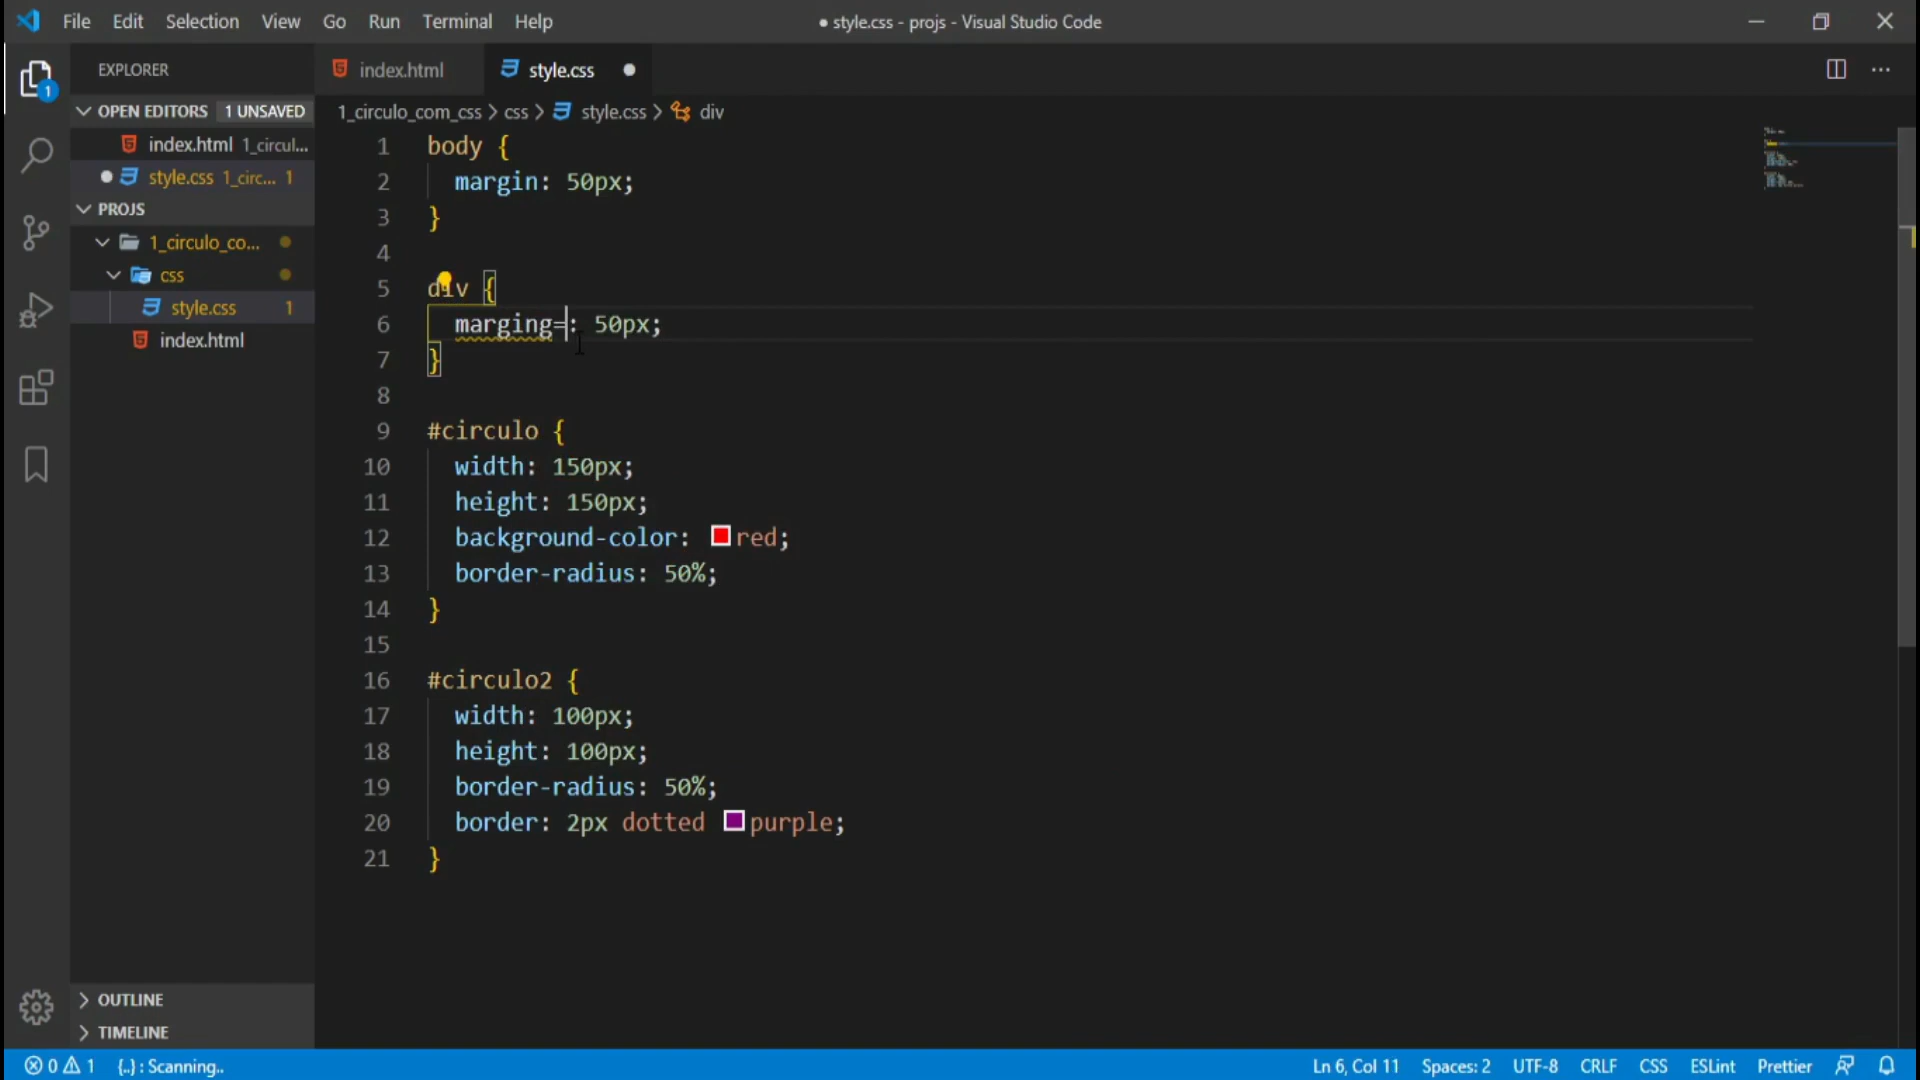 File Edit Selection View Go Run Terminal Help
● style.css - projs - Visual Studio Code
EXPLORER
index.html
style.css ●
OPEN EDITORS 1 UNSAVED
1_circulo_com_css > css > style.css > div
index.html 1_circul...
style.css 1_circ... 1
PROJS
1_circulo_co...
css
style.css 1
index.html
1 body {
2 margin: 50px;
3 }
4
5 div {
6 marging=: 50px;
7 }
8
9 #circulo {
10 width: 150px;
11 height: 150px;
12 background-color: red;
13 border-radius: 50%;
14 }
15
16 #circulo2 {
17 width: 100px;
18 height: 100px;
19 border-radius: 50%;
20 border: 2px dotted purple;
21 }
OUTLINE
TIMELINE
0 1 {..} : Scanning.. Ln 6, Col 11 Spaces: 2 UTF-8 CRLF CSS ESLint Prettier
1